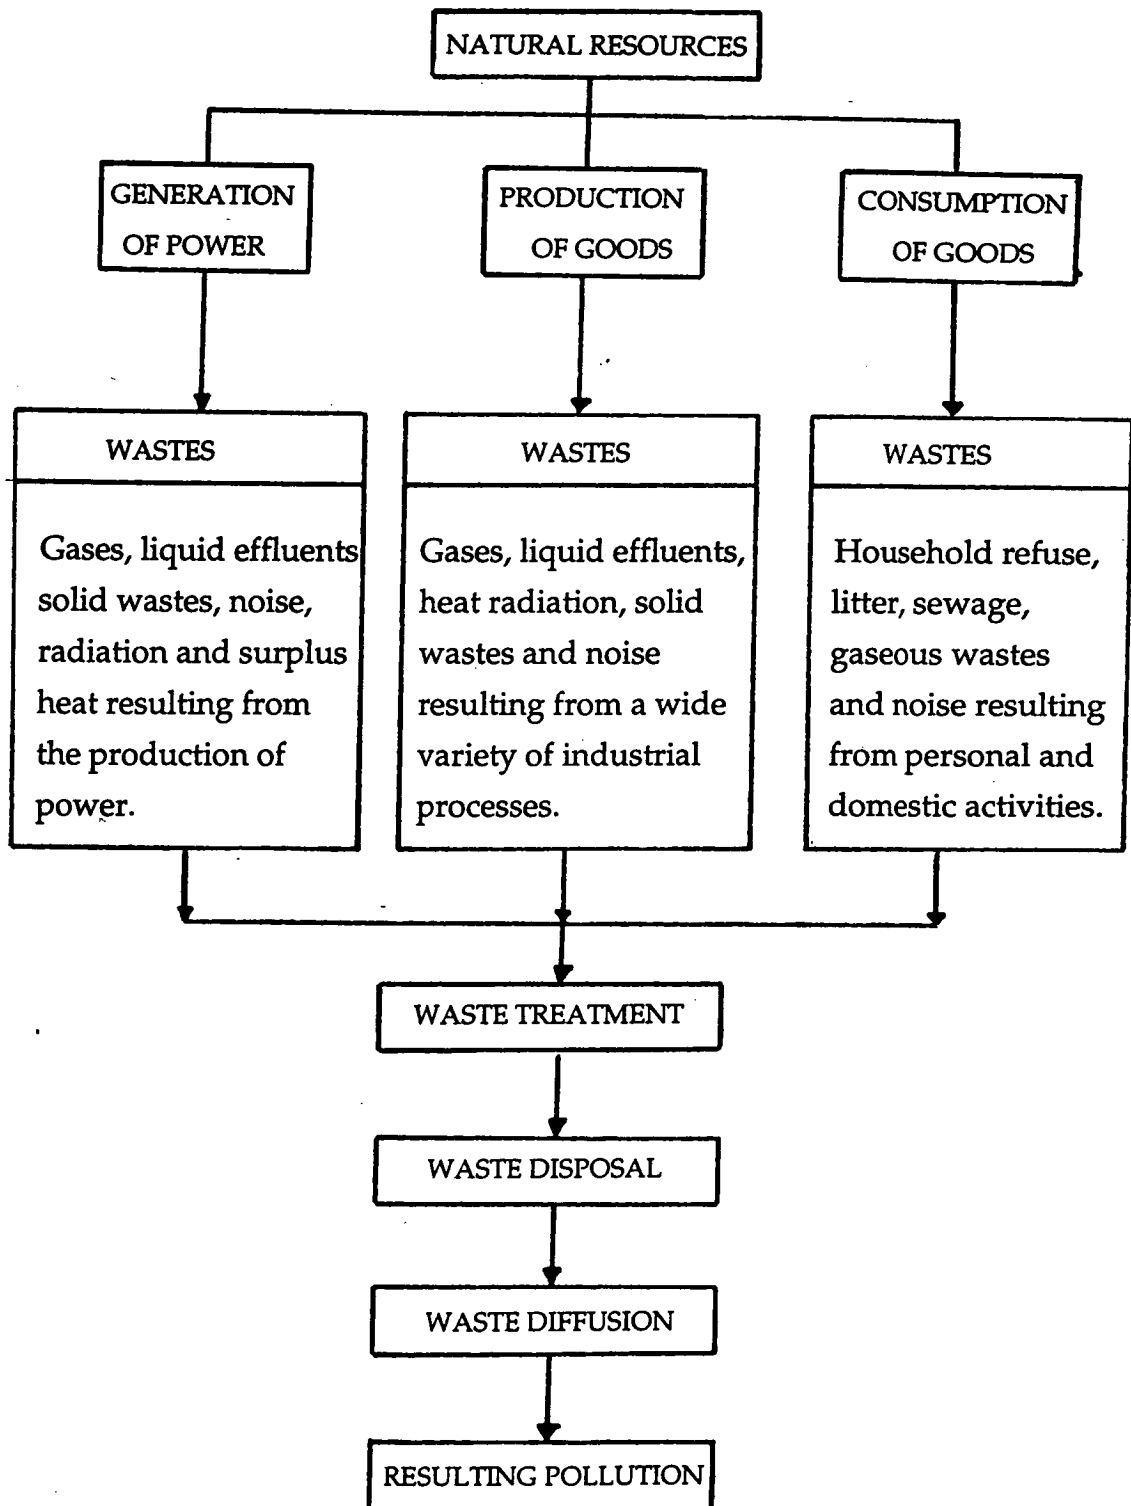 NATURAL RESOURCES
GENERATION
OF POWER
PRODUCTION
OF GOODS
CONSUMPTION
OF GOODS
WASTES
Gases, liquid effluents
solid wastes, noise,
radiation and surplus
heat resulting from
the production of
power.
WASTES
Gases, liquid effluents,
heat radiation, solid
wastes and noise
resulting from a wide
variety of industrial
processes.
WASTES
Household refuse,
litter, sewage,
gaseous wastes
and noise resulting
from personal and
domestic activities.
WASTE TREATMENT
WASTE DISPOSAL
WASTE DIFFUSION
RESULTING POLLUTION